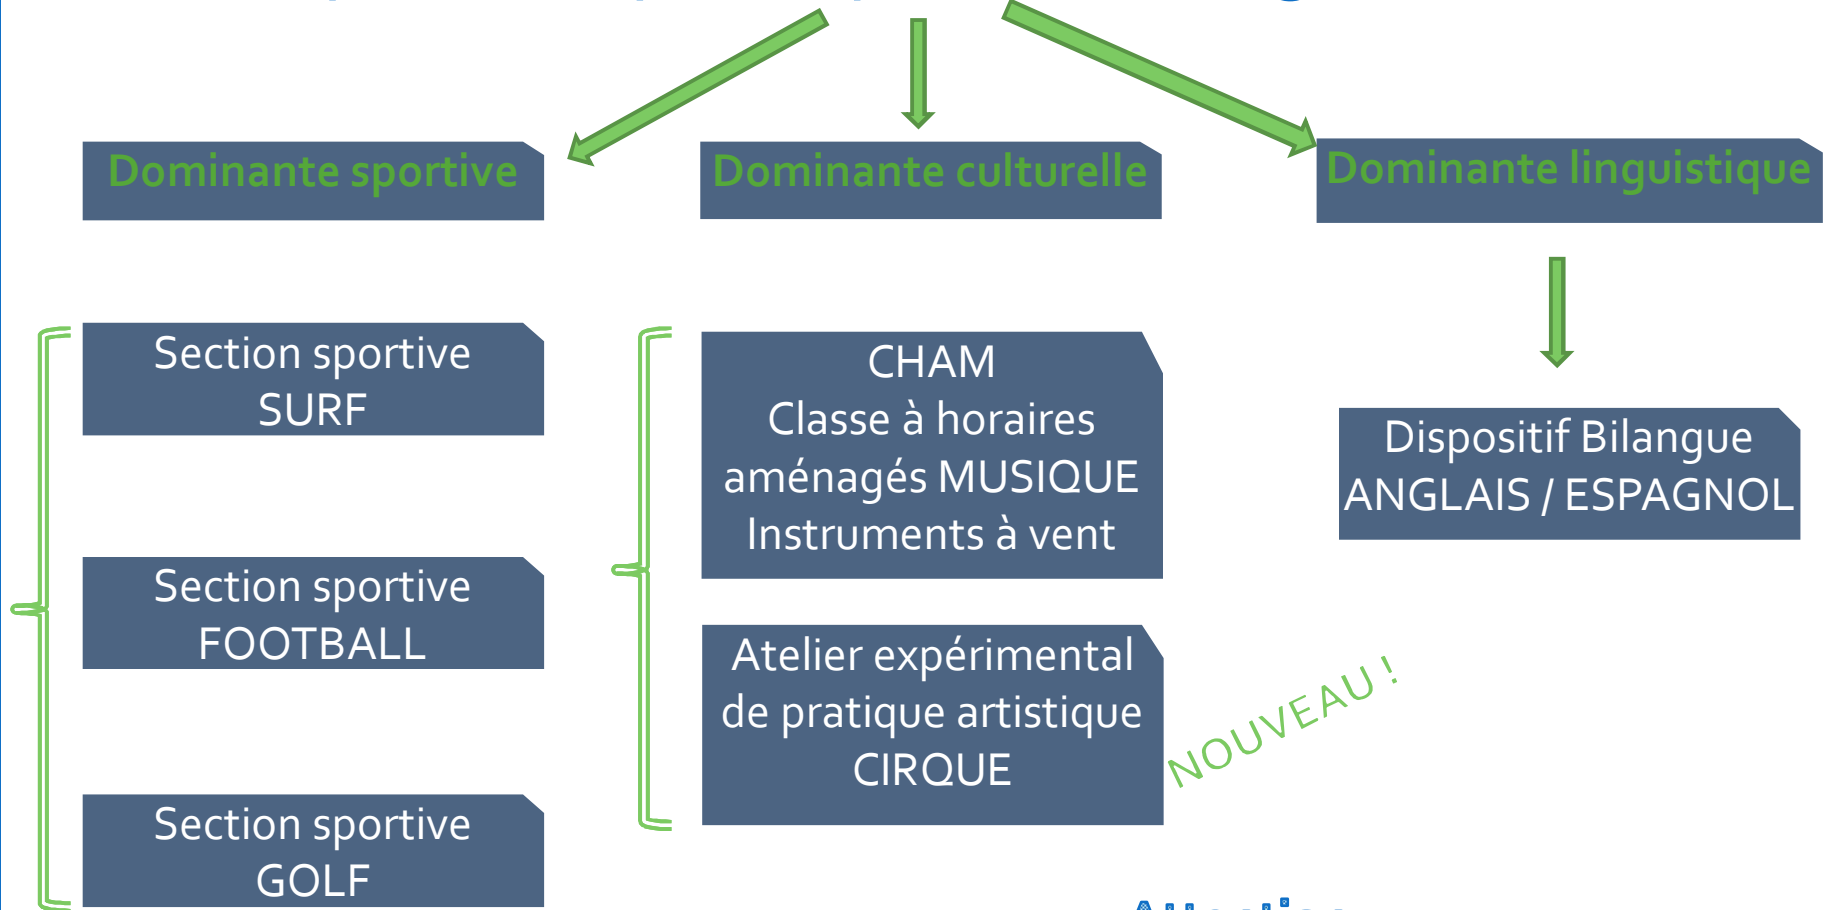 Dominante sportive
Dominante culturelle
Dominante linguistique
Section sportive
SURF
Section sportive
FOOTBALL
Section sportive
GOLF
CHAM
Classe à horaires
aménagés MUSIQUE
Instruments à vent
Atelier expérimental
de pratique artistique
CIRQUE
NOUVEAU !
Dispositif Bilangue
ANGLAIS / ESPAGNOL